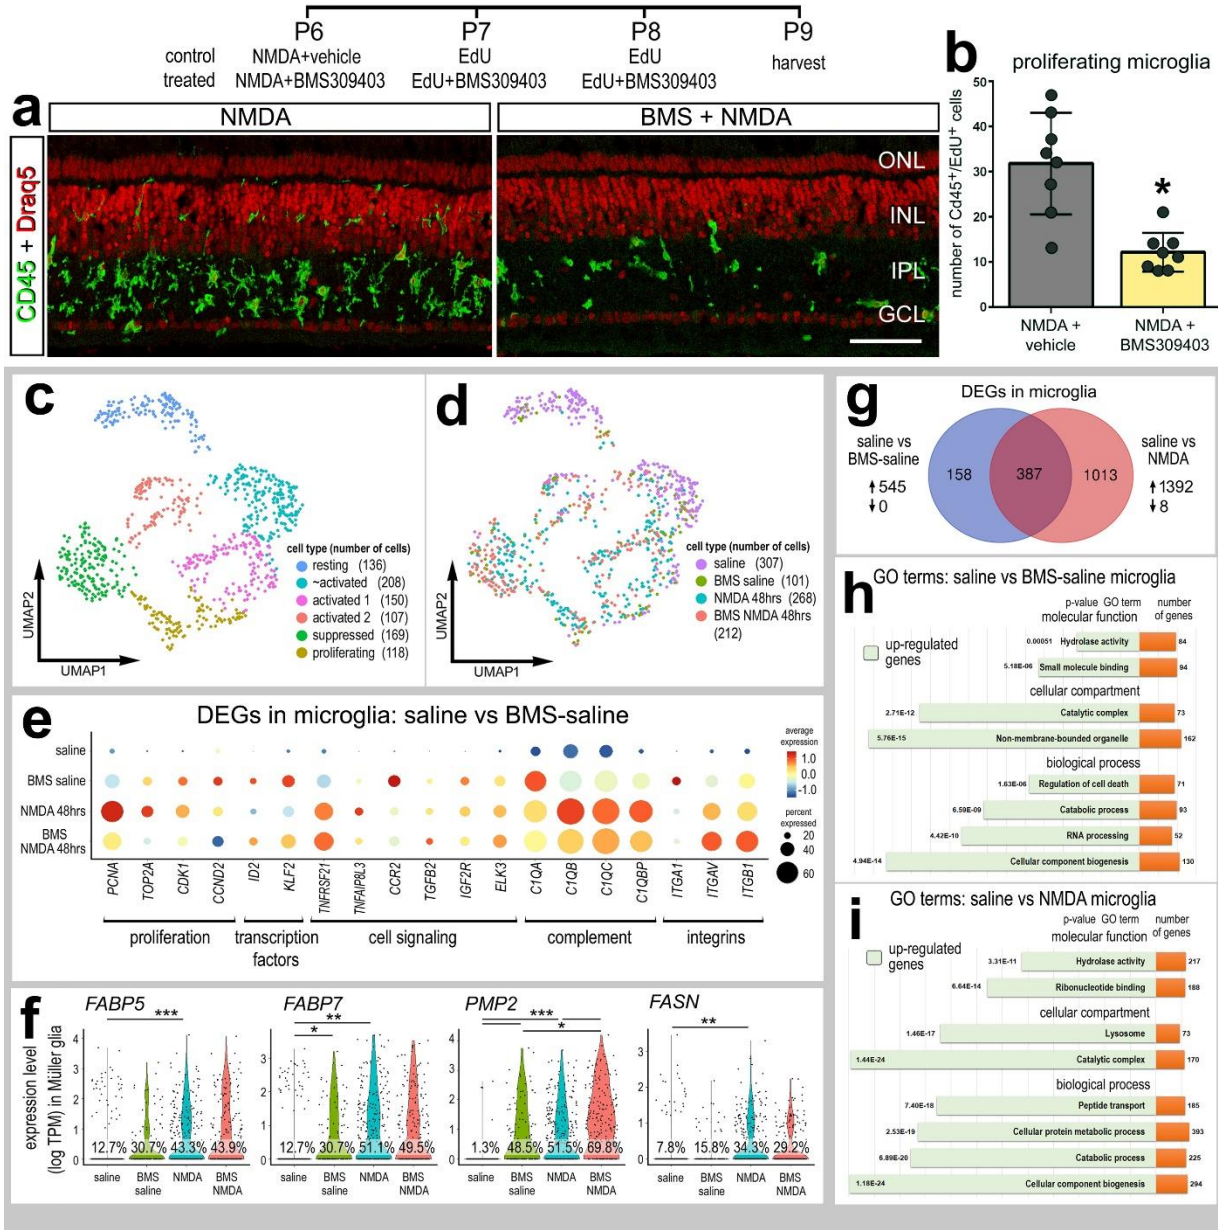 P6 P7 P8 P9
control NMDA+vehicle EdU EdU harvest
treated NMDA+BMS309403 EdU+BMS309403 EdU+BMS309403
a
NMDA
BMS + NMDA
CD45 + Draq5
ONL
INL
IPL
GCL
b
proliferating microglia
number of Cd45+/EdU+ cells
50
40
30
20
10
0
*
NMDA + vehicle
NMDA + BMS309403
c
cell type (number of cells)
resting (136)
~activated (208)
activated 1 (150)
activated 2 (107)
suppressed (169)
proliferating (118)
UMAP2
UMAP1
d
cell type (number of cells)
saline (307)
BMS saline (101)
NMDA 48hrs (268)
BMS NMDA 48hrs
(212)
UMAP2
UMAP1
e
DEGs in microglia: saline vs BMS-saline
saline
BMS saline
NMDA 48hrs
BMS
NMDA 48hrs
average
expression
1.0
0.0
-1.0
percent
expressed
20
40
60
PCNA TOP2A CDK1 CCND2 ID2 KLF2 TNFRSF21 TNFAIP8L3 CCR2 TGFB2 IGF2R ELK3 C1QA C1QB C1QC C1QBP ITGA1 ITGAV ITGB1
proliferation transcription cell signaling complement integrins
factors
f
expression level
(log TPM) in Müller glia
FABP5
***
4
3
2
1
0
12.7% 30.7% 43.3% 43.9%
saline BMS saline NMDA BMS NMDA
FABP7
**
*
3
2
1
0
12.7% 30.7% 51.1% 49.5%
saline BMS saline NMDA BMS NMDA
PMP2
***
*
4
3
2
1
0
1.3% 48.5% 51.5% 69.8%
saline BMS saline NMDA BMS NMDA
FASN
**
3
2
1
0
7.8% 15.8% 34.3% 29.2%
saline BMS saline NMDA BMS NMDA
g
DEGs in microglia
saline vs
BMS-saline
↑545
↓0
158 387 1013
saline vs
NMDA
↑1392
↓8
h
GO terms: saline vs BMS-saline microglia
p-value GO term number
molecular function of genes
up-regulated
genes
0.00051 Hydrolase activity 84
5.18E-06 Small molecule binding 94
cellular compartment
2.71E-12 Catalytic complex 73
5.76E-15 Non-membrane-bounded organelle 162
biological process
1.63E-06 Regulation of cell death 71
6.59E-09 Catabolic process 93
4.42E-10 RNA processing 52
4.94E-14 Cellular component biogenesis 130
i
GO terms: saline vs NMDA microglia
p-value GO term number
molecular function of genes
up-regulated
genes
3.31E-11 Hydrolase activity 217
6.64E-14 Ribonucleotide binding 188
cellular compartment
1.46E-17 Lysosome 73
1.44E-24 Catalytic complex 170
biological process
7.40E-18 Peptide transport 185
2.53E-19 Cellular protein metabolic process 393
6.89E-20 Catabolic process 225
1.18E-24 Cellular component biogenesis 294